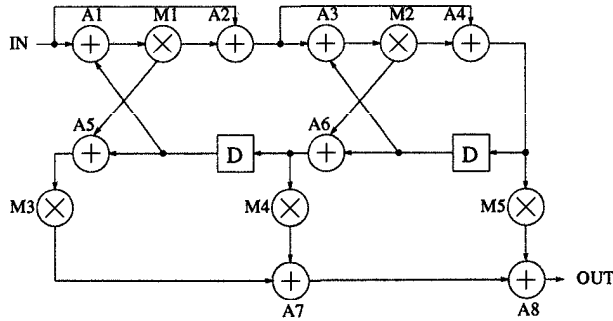 A1 M1 A2 A3 M2 A4
IN
A5 A6
D D
M3 M4 M5
OUT
A7 A8